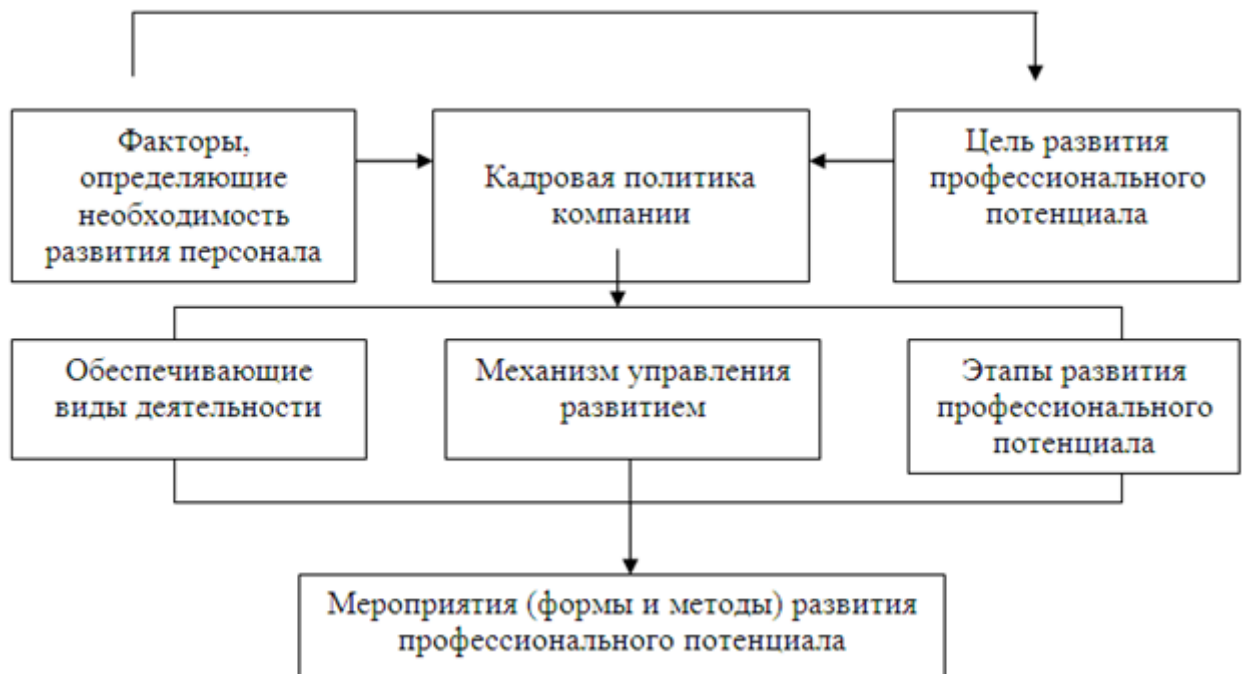 Факторы,
определяющие
необходимость
развития персонала
Кадровая политика
компании
Цель развития
профессионального
потенциала
Обеспечивающие
виды деятельности
Механизм управления
развитием
Этапы развития
профессионального
потенциала
Мероприятия (формы и методы) развития
профессионального потенциала